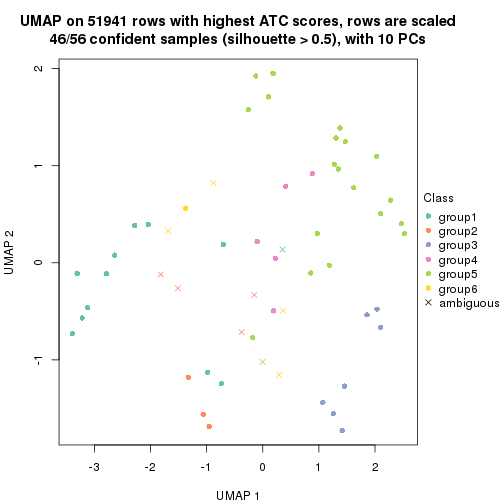 UMAP on 51941 rows with highest ATC scores, rows are scaled
46/56 confident samples (silhouette > 0.5), with 10 PCs
2
1
0
-1
UMAP 2
-3
-2
-1
0
1
2
UMAP 1
Class
group1
group2
group3
group4
group5
group6
ambiguous